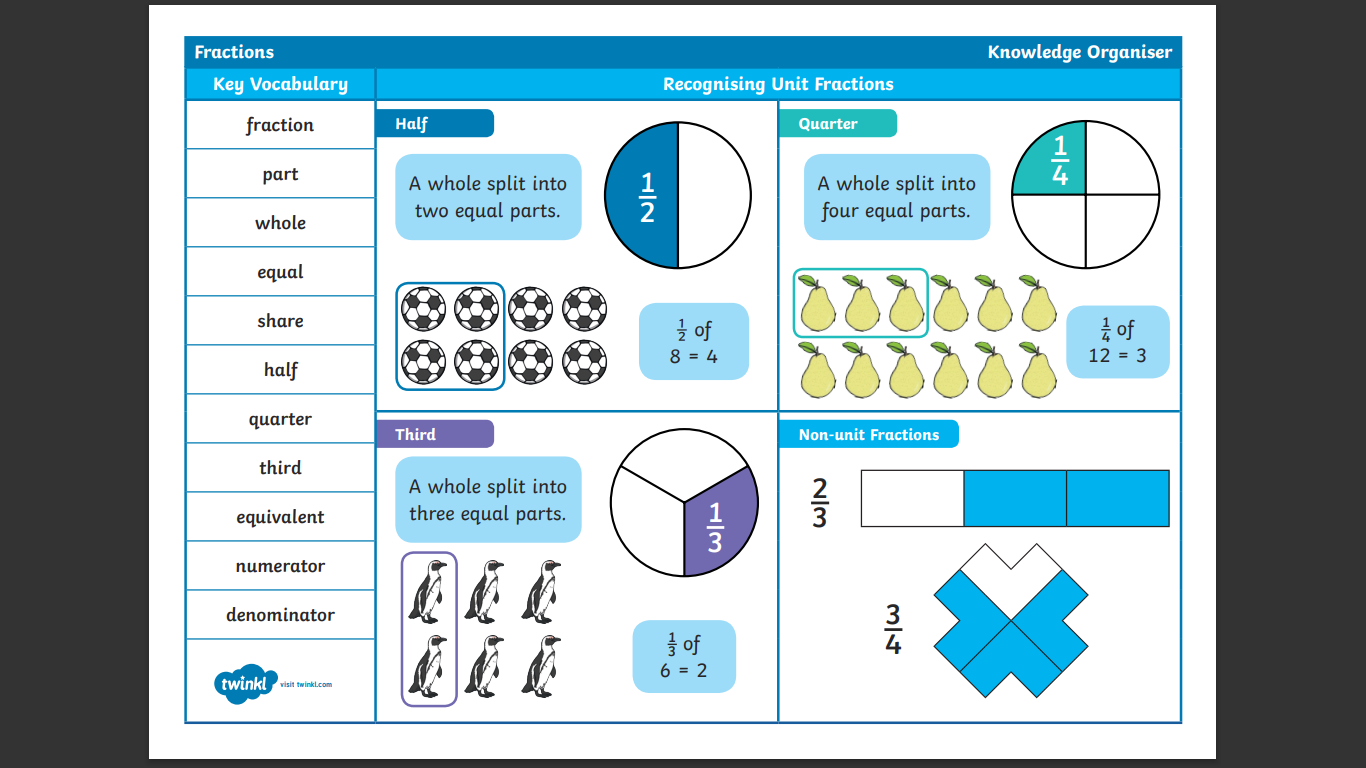 Fractions
Knowledge Organiser
Key Vocabulary
fraction
part
whole
equal
share
half
quarter
third
equivalent
numerator
denominator
twinkl
visit twinkl.com
Recognising Unit Fractions
Half
A whole split into
two equal parts.
1/2
1/2 of
8 = 4
Quarter
A whole split into
four equal parts.
1/4
1/4 of
12 = 3
Third
A whole split into
three equal parts.
1/3
1/3 of
6 = 2
Non-unit Fractions
2/3
3/4